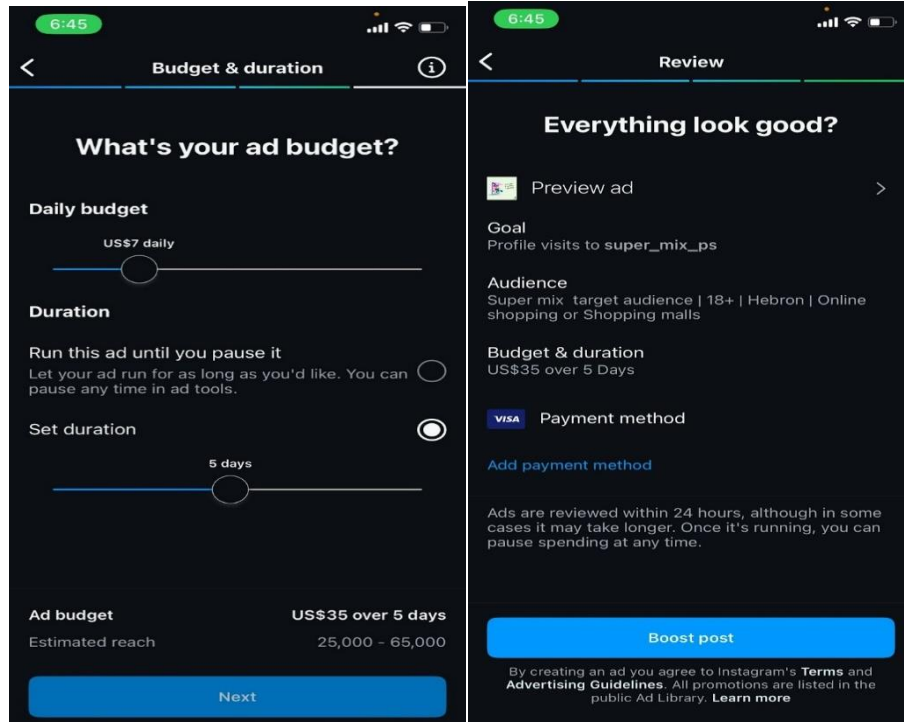 6:45
Budget & duration
What's your ad budget?
Daily budget
US$7 daily
Duration
Run this ad until you pause it
Let your ad run for as long as you'd like. You can
pause any time in ad tools.
Set duration
5 days
Ad budget US$35 over 5 days
Estimated reach 25,000 - 65,000
Next
6:45
Review
Everything look good?
Preview ad
Goal
Profile visits to super_mix_ps
Audience
Super mix target audience | 18+ | Hebron | Online
shopping or Shopping malls
Budget & duration
US$35 over 5 Days
VISA Payment method
Add payment method
Ads are reviewed within 24 hours, although in some
cases it may take longer. Once it's running, you can
pause spending at any time.
Boost post
By creating an ad you agree to Instagram's Terms and
Advertising Guidelines. All promotions are listed in the
public Ad Library. Learn more